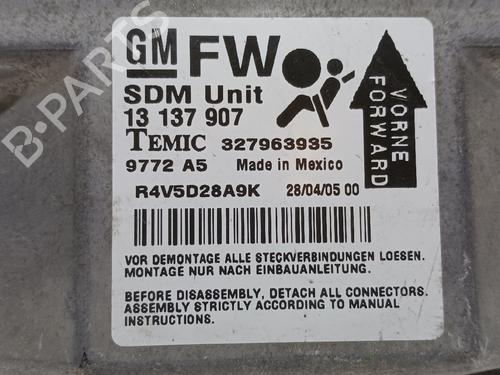 B-PARTS
GM FW
SDM Unit
13 137 907
TEMIC 327963935
9772 A5 Made in Mexico
R4V5D28A9K 28/04/05 00
VORNE
FORWARD
VOR DEMONTAGE ALLE STECKVERBINDUNGEN LOESEN.
MONTAGE NUR NACH EINBAUANLEITUNG.
BEFORE DISASSEMBLY, DETACH ALL CONNECTORS.
ASSEMBLY STRICTLY ACCORDING TO MANUAL
INSTRUCTIONS.